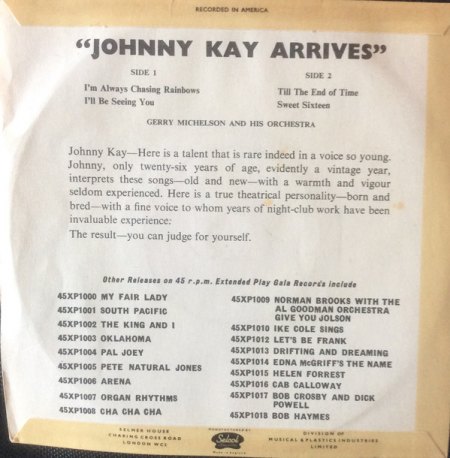 RECORDED IN AMERICA
"JOHNNY KAY ARRIVES"
SIDE 1
I'm Always Chasing Rainbows
I'll Be Seeing You
SIDE 2
Till The End of Time
Sweet Sixteen
GERRY MICHELSON AND HIS ORCHESTRA
Johnny Kay—Here is a talent that is rare indeed in a voice so young.
Johnny, only twenty-six years of age, evidently a vintage year,
interprets these songs—old and new—with a warmth and vigour
seldom experienced. Here is a true theatrical personality—born and
bred—with a fine voice to whom years of night-club work have been
invaluable experience.
The result—you can judge for yourself.
Other Releases on 45 r.p.m. Extended Play Gala Records include
45XP1000 MY FAIR LADY
45XP1001 SOUTH PACIFIC
45XP1002 THE KING AND I
45XP1003 OKLAHOMA
45XP1004 PAL JOEY
45XP1005 PETE NATURAL JONES
45XP1006 ARENA
45XP1007 ORGAN RHYTHMS
45XP1008 CHA CHA CHA
45XP1009 NORMAN BROOKS WITH THE
AL GOODMAN ORCHESTRA
GIVE YOU JOLSON
45XP1010 IKE COLE SINGS
45XP1012 LET'S BE FRANK
45XP1013 DRIFTING AND DREAMING
45XP1014 EDNA McGRIFF'S THE NAME
45XP1015 HELEN FORREST
45XP1016 CAB CALLOWAY
45XP1017 BOB CROSBY AND DICK
POWELL
45XP1018 BOB HAYMES
SELMER HOUSE
CHARING CROSS ROAD
LONDON WC2
MANUFACTURED BY
Selcol
Made in England
DIVISION OF
MUSICAL & PLASTICS INDUSTRIES
LIMITED